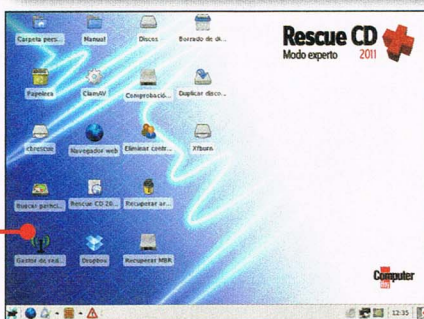 Rescue CD
Modo experto 2011
Carpeta pers...
Manual
Discos
Borrado de di...
Papelera
ClamAV
Comprobació...
Duplicar disco...
Navegador web
Eliminar contr...
Xfburn
Buscar partici...
Rescue CD 20...
Recuperar ar...
Gestor de red...
Dropbox
Recuperar MBR
Computer
12:35